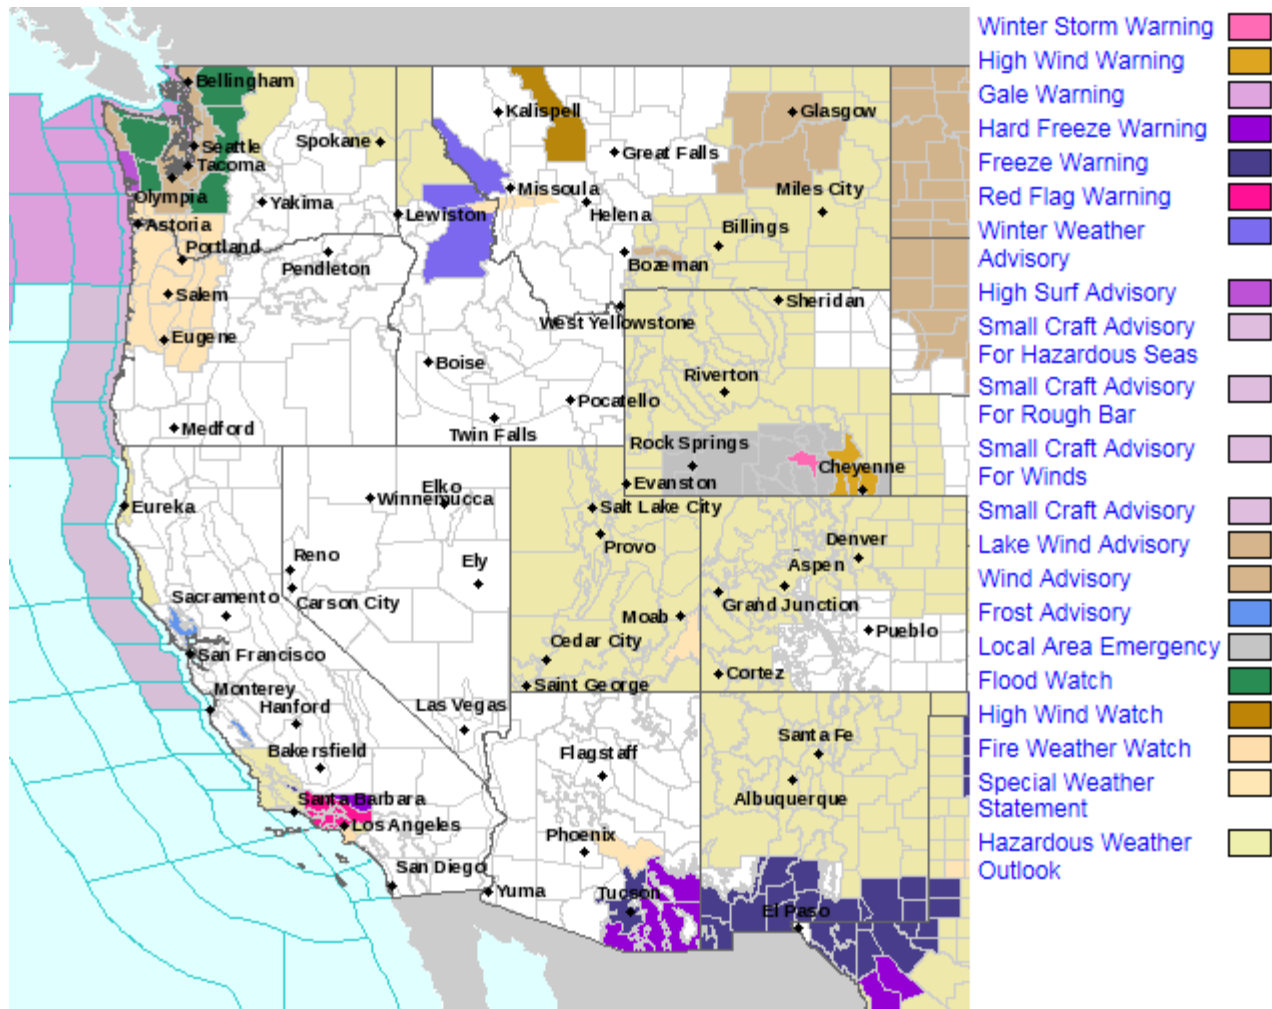 Bellingham
Kalispell
Glasgow
Spokane
Seattle
Great Falls
Tacoma
Olympia
Yakima
Missoula
Miles City
Lewiston
Helena
Astoria
Billings
Portland
Pendleton
Bozeman
Salem
Sheridan
West Yellowstone
Eugene
Boise
Riverton
Pocatello
Medford
Twin Falls
Rock Springs
Cheyenne
Elko
Evanston
Winnemucca
Eureka
Salt Lake City
Provo
Denver
Reno
Ely
Aspen
Sacramento
Carson City
Grand Junction
Moab
Pueblo
Cedar City
San Francisco
Cortez
Saint George
Monterey
Hanford
Las Vegas
Santa Fe
Bakersfield
Flagstaff
Albuquerque
Santa Barbara
Los Angeles
Phoenix
San Diego
Yuma
Tucson
El Paso
Winter Storm Warning
High Wind Warning
Gale Warning
Hard Freeze Warning
Freeze Warning
Red Flag Warning
Winter Weather
Advisory
High Surf Advisory
Small Craft Advisory
For Hazardous Seas
Small Craft Advisory
For Rough Bar
Small Craft Advisory
For Winds
Small Craft Advisory
Lake Wind Advisory
Wind Advisory
Frost Advisory
Local Area Emergency
Flood Watch
High Wind Watch
Fire Weather Watch
Special Weather
Statement
Hazardous Weather
Outlook